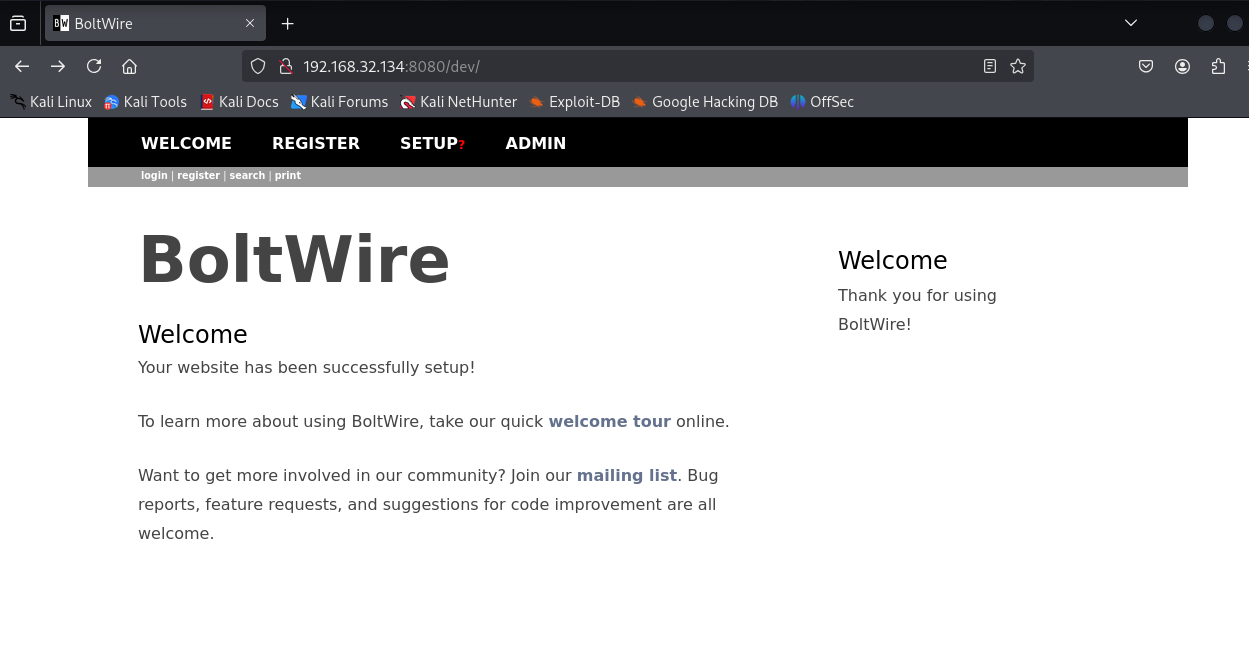 BW BoltWire
192.168.32.134:8080/dev/
Kali Linux Kali Tools Kali Docs Kali Forums Kali NetHunter Exploit-DB Google Hacking DB OffSec
WELCOME REGISTER SETUP? ADMIN
login | register | search | print
BoltWire
Welcome
Your website has been successfully setup!
To learn more about using BoltWire, take our quick welcome tour online.
Want to get more involved in our community? Join our mailing list. Bug
reports, feature requests, and suggestions for code improvement are all
welcome.
Welcome
Thank you for using
BoltWire!